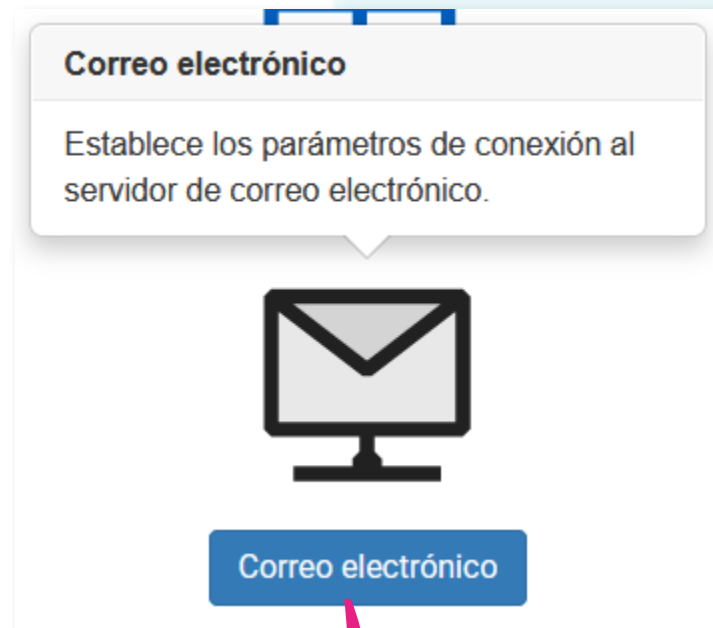 Correo electrónico
Establece los parámetros de conexión al
servidor de correo electrónico.
Correo electrónico